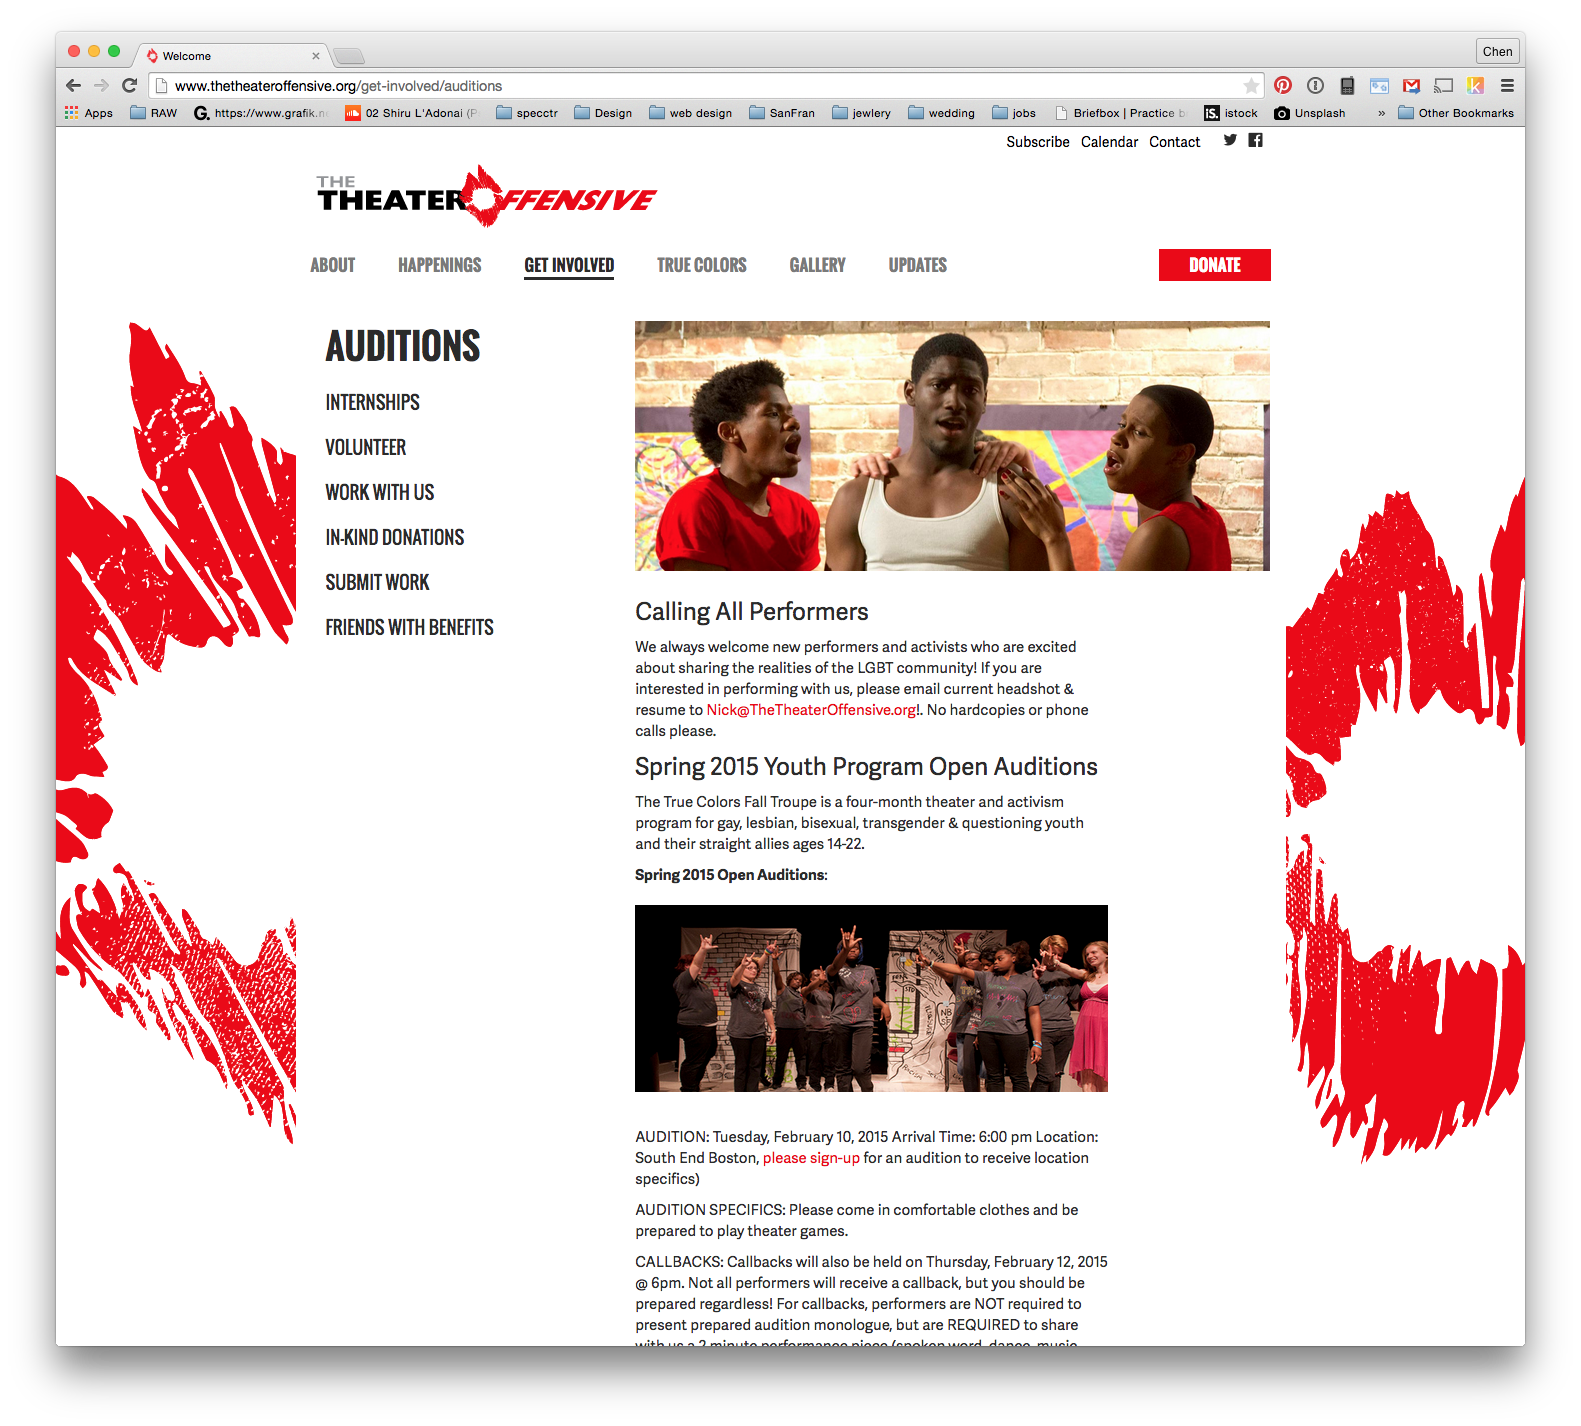 Welcome
Chen
www.thetheateroffensive.org/get-involved/auditions
Apps
RAW
https://www.grafik.n
02 Shiru L'Adonai (P
specctr
Design
web design
SanFran
jewlery
wedding
jobs
Briefbox | Practice b
istock
Unsplash
»
Other Bookmarks
Subscribe Calendar Contact
THE
THEATER OFFENSIVE
ABOUT
HAPPENINGS
GET INVOLVED
TRUE COLORS
GALLERY
UPDATES
DONATE
AUDITIONS
INTERNSHIPS
VOLUNTEER
WORK WITH US
IN-KIND DONATIONS
SUBMIT WORK
FRIENDS WITH BENEFITS
Calling All Performers
We always welcome new performers and activists who are excited
about sharing the realities of the LGBT community! If you are
interested in performing with us, please email current headshot &
resume to Nick@TheTheaterOffensive.org!. No hardcopies or phone
calls please.
Spring 2015 Youth Program Open Auditions
The True Colors Fall Troupe is a four-month theater and activism
program for gay, lesbian, bisexual, transgender & questioning youth
and their straight allies ages 14-22.
Spring 2015 Open Auditions:
AUDITION: Tuesday, February 10, 2015 Arrival Time: 6:00 pm Location:
South End Boston, please sign-up for an audition to receive location
specifics)
AUDITION SPECIFICS: Please come in comfortable clothes and be
prepared to play theater games.
CALLBACKS: Callbacks will also be held on Thursday, February 12, 2015
@ 6pm. Not all performers will receive a callback, but you should be
prepared regardless! For callbacks, performers are NOT required to
present prepared audition monologue, but are REQUIRED to share
with us a 2 minute performance piece (spoken word, dance, music